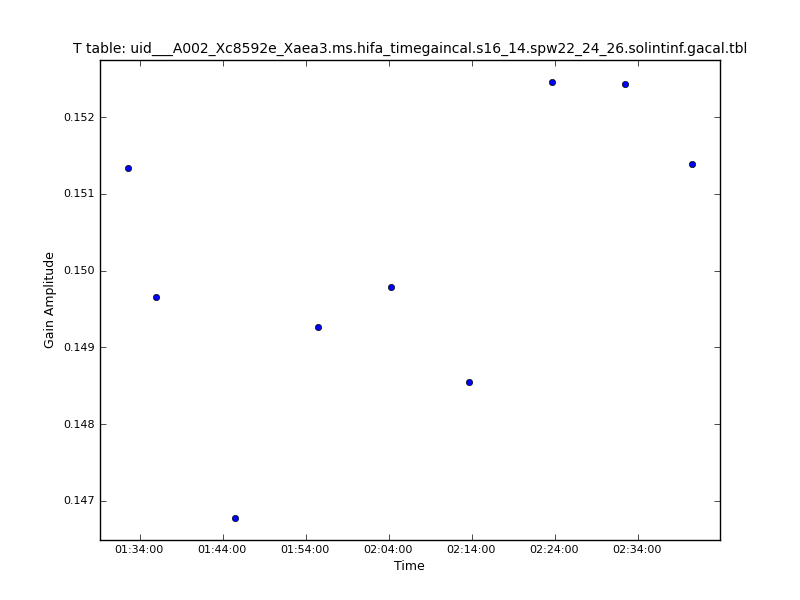 T table: uid___A002_Xc8592e_Xaea3.ms.hifa_timegaincal.s16_14.spw22_24_26.solintinf.gacal.tbl
0.152
0.151
0.150
0.149
0.148
0.147
Gain Amplitude
01:34:00 01:44:00 01:54:00 02:04:00 02:14:00 02:24:00 02:34:00
Time